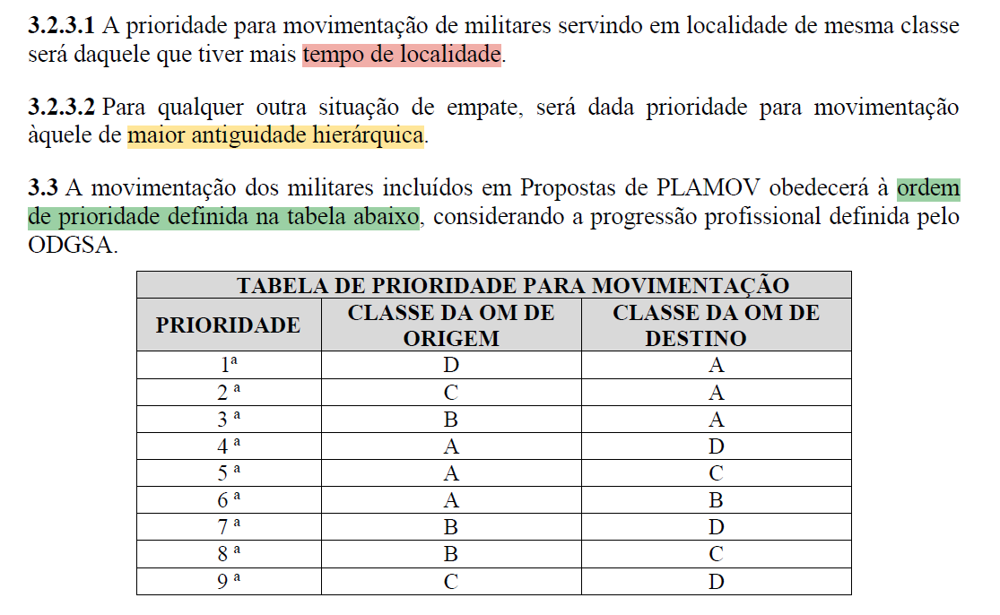 3.2.3.1 A prioridade para movimentação de militares servindo em localidade de mesma classe
será daquele que tiver mais tempo de localidade.
3.2.3.2 Para qualquer outra situação de empate, será dada prioridade para movimentação
àquele de maior antiguidade hierárquica.
3.3 A movimentação dos militares incluídos em Propostas de PLAMOV obedecerá à ordem
de prioridade definida na tabela abaixo, considerando a progressão profissional definida pelo
ODGSA.
TABELA DE PRIORIDADE PARA MOVIMENTAÇÃO
PRIORIDADE CLASSE DA OM DE ORIGEM CLASSE DA OM DE DESTINO
1ª D A
2 ª C A
3 ª B A
4 ª A D
5 ª A C
6 ª A B
7 ª B D
8 ª B C
9 ª C D